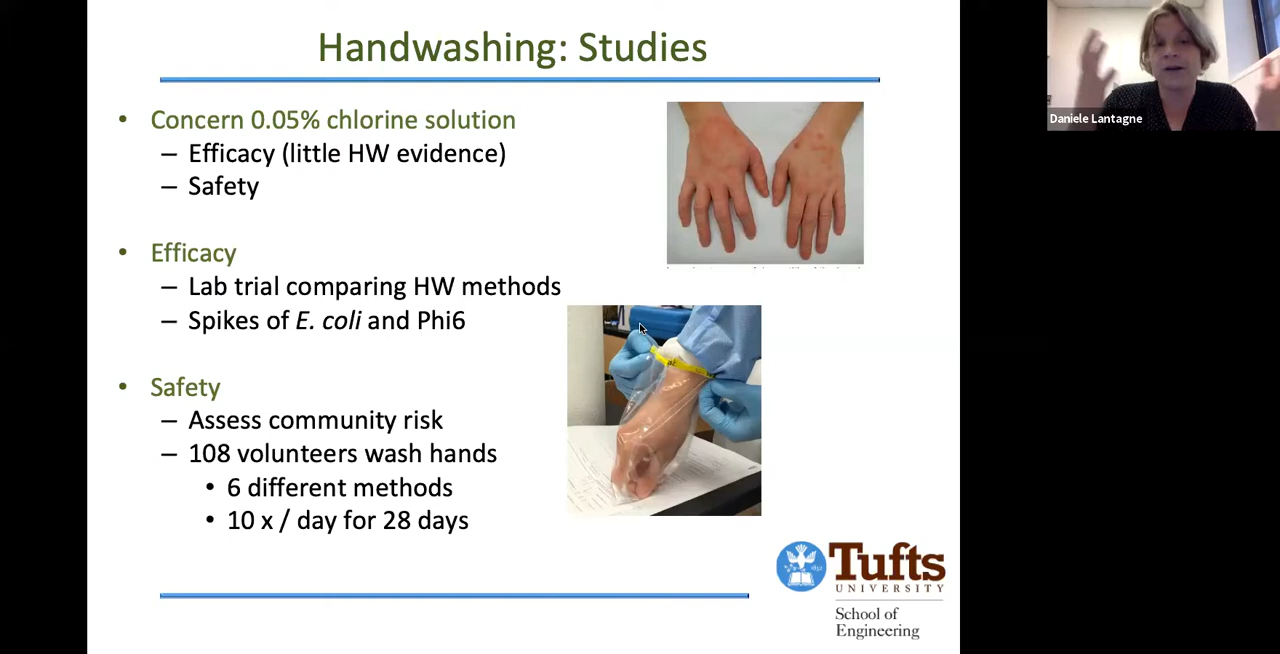 Handwashing: Studies
• Concern 0.05% chlorine solution
– Efficacy (little HW evidence)
– Safety
• Efficacy
– Lab trial comparing HW methods
– Spikes of E. coli and Phi6
• Safety
– Assess community risk
– 108 volunteers wash hands
• 6 different methods
• 10 x / day for 28 days
1852
Tufts
UNIVERSITY
School of
Engineering
Daniele Lantagne